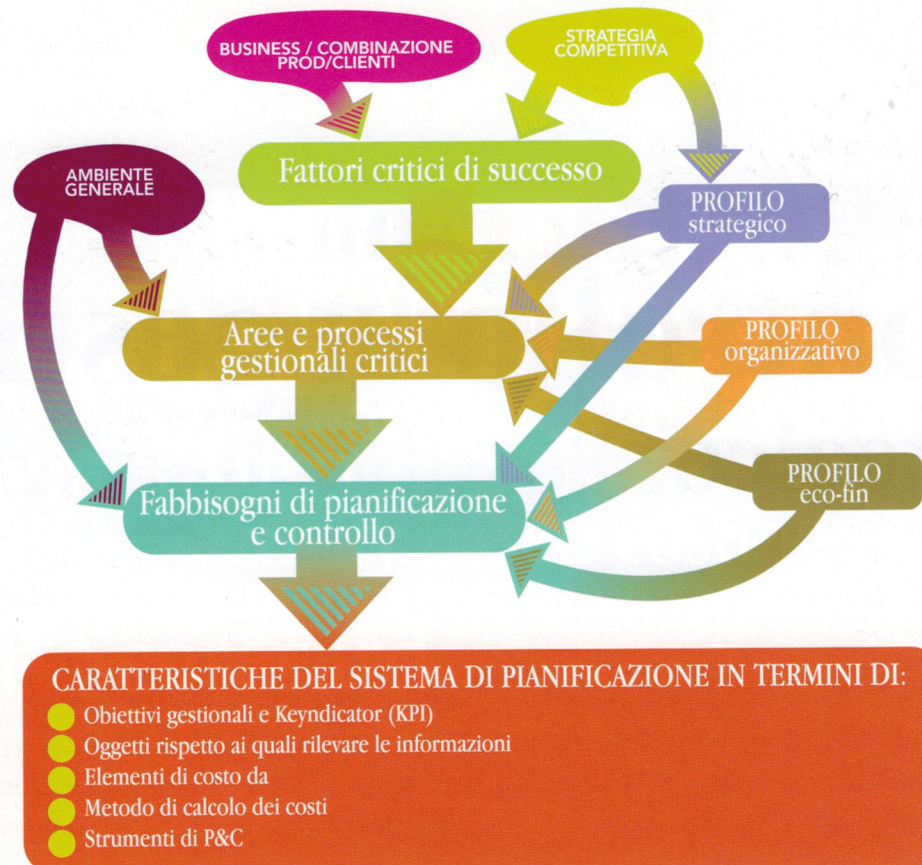 BUSINESS / COMBINAZIONE
PROD/CLIENTI
STRATEGIA
COMPETITIVA
Fattori critici di successo
AMBIENTE
GENERALE
PROFILO
strategico
Aree e processi
gestionali critici
PROFILO
organizzativo
PROFILO
eco-fin
Fabbisogni di pianificazione
e controllo
CARATTERISTICHE DEL SISTEMA DI PIANIFICAZIONE IN TERMINI DI:
Obiettivi gestionali e Keyndicator (KPI)
Oggetti rispetto ai quali rilevare le informazioni
Elementi di costo da
Metodo di calcolo dei costi
Strumenti di P&C